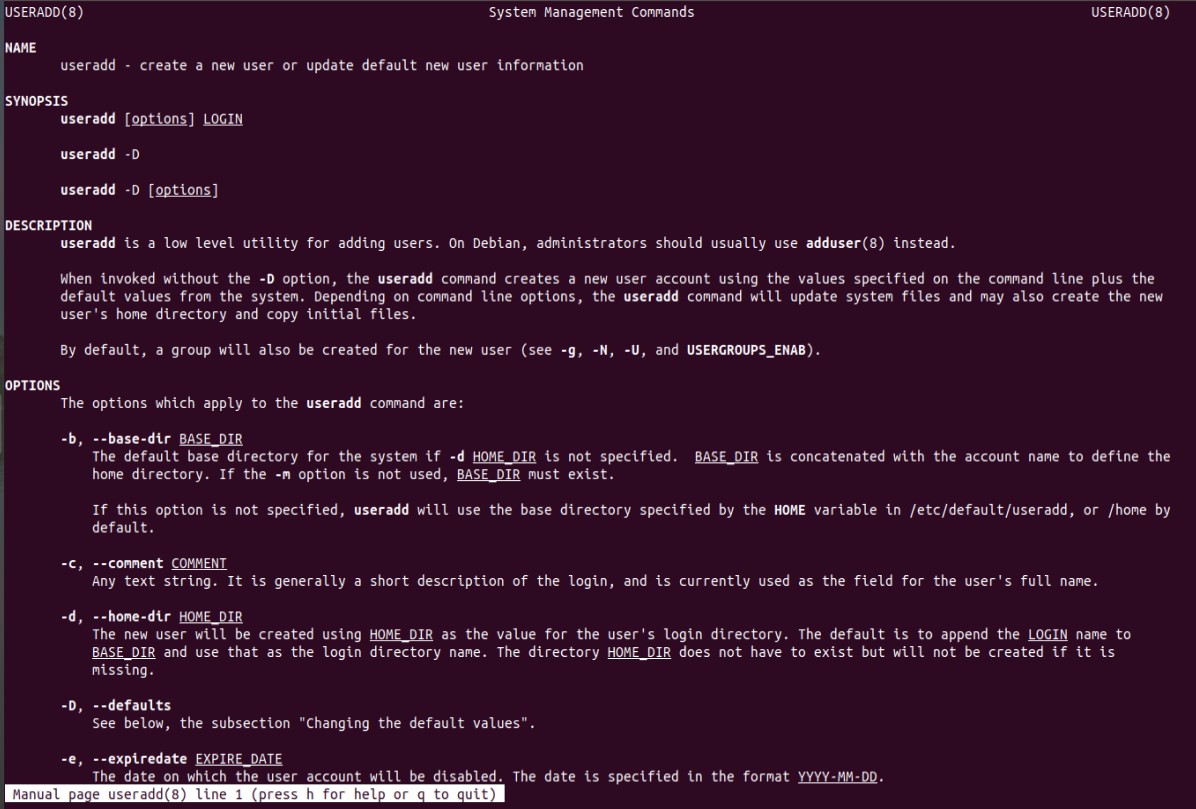 USERADD(8) System Management Commands USERADD(8)
NAME
useradd - create a new user or update default new user information
SYNOPSIS
useradd [options] LOGIN
useradd -D
useradd -D [options]
DESCRIPTION
useradd is a low level utility for adding users. On Debian, administrators should usually use adduser(8) instead.
When invoked without the -D option, the useradd command creates a new user account using the values specified on the command line plus the
default values from the system. Depending on command line options, the useradd command will update system files and may also create the new
user's home directory and copy initial files.
By default, a group will also be created for the new user (see -g, -N, -U, and USERGROUPS_ENAB).
OPTIONS
The options which apply to the useradd command are:
-b, --base-dir BASE_DIR
The default base directory for the system if -d HOME_DIR is not specified.  BASE_DIR is concatenated with the account name to define the
home directory. If the -m option is not used, BASE_DIR must exist.
If this option is not specified, useradd will use the base directory specified by the HOME variable in /etc/default/useradd, or /home by
default.
-c, --comment COMMENT
Any text string. It is generally a short description of the login, and is currently used as the field for the user's full name.
-d, --home-dir HOME_DIR
The new user will be created using HOME_DIR as the value for the user's login directory. The default is to append the LOGIN name to
BASE_DIR and use that as the login directory name. The directory HOME_DIR does not have to exist but will not be created if it is
missing.
-D, --defaults
See below, the subsection "Changing the default values".
-e, --expiredate EXPIRE_DATE
The date on which the user account will be disabled. The date is specified in the format YYYY-MM-DD.
Manual page useradd(8) line 1 (press h for help or q to quit)